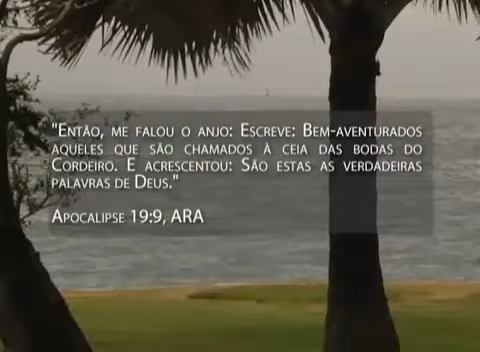 "Então, me falou o anjo: Escreve: Bem-aventurados
aqueles que são chamados à ceia das bodas do
Cordeiro. E acrescentou: São estas as verdadeiras
palavras de Deus."
Apocalipse 19:9, ARA